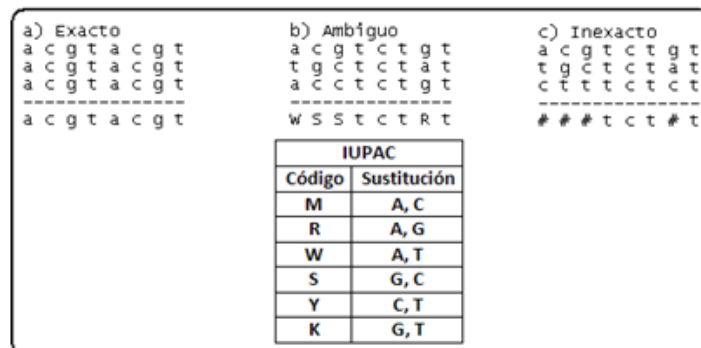 a) Exacto
a c g t a c g t
a c g t a c g t
a c g t a c g t
---------------
a c g t a c g t
b) Ambiguo
a c g t c t g t
t g c t c t a t
a c c t c t g t
---------------
W S S t c t R t
c) Inexacto
a c g t c t g t
t g c t c t a t
c t t t c t c t
---------------
# # # t c t # t
IUPAC
Código Sustitución
M A, C
R A, G
W A, T
S G, C
Y C, T
K G, T